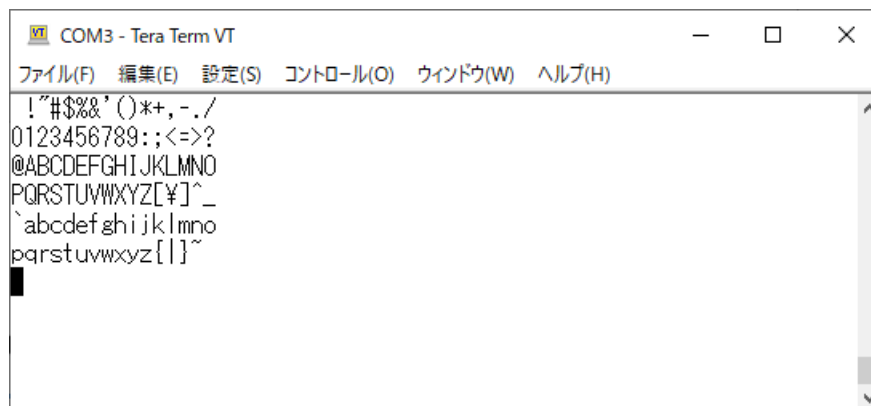 COM3 - Tera Term VT
ファイル(F) 編集(E) 設定(S) コントロール(O) ウィンドウ(W) ヘルプ(H)
 !"#$%&'()*+,-./
0123456789:;<=>?
@ABCDEFGHIJKLMNO
PQRSTUVWXYZ[¥]^_
`abcdefghijklmno
pqrstuvwxyz{|}~